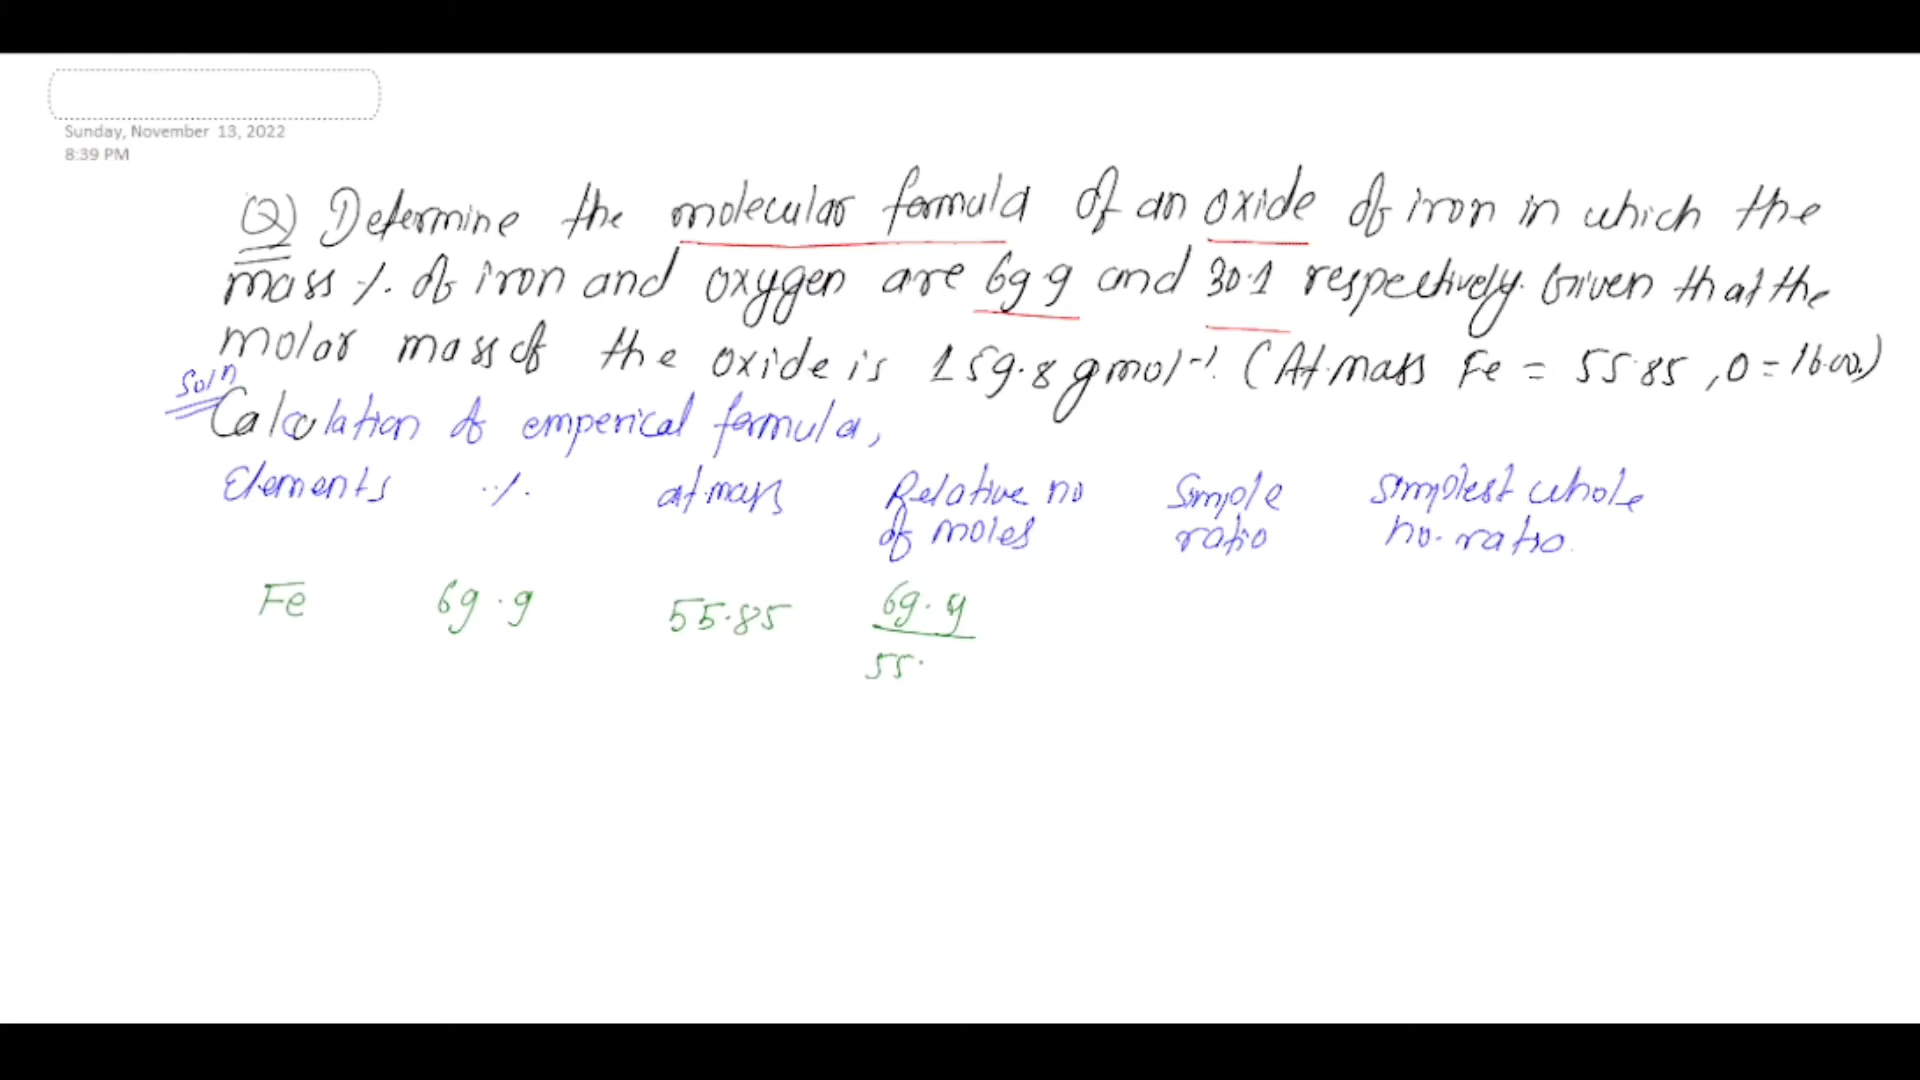 Sunday, November 13, 2022
8:39 PM
Q) Determine the molecular formula of an oxide of iron in which the
mass % of iron and oxygen are 69.9 and 30.1 respectively. Given that the
molar mass of the oxide is 159.8 g mol⁻¹. (At. mass Fe = 55.85, O = 16.00.)
Soln
Calculation of emperical formula,
Elements % at. mass Relative no Simple simplest whole
of moles ratio no. ratio.
Fe 69.9 55.85 69.9
55.